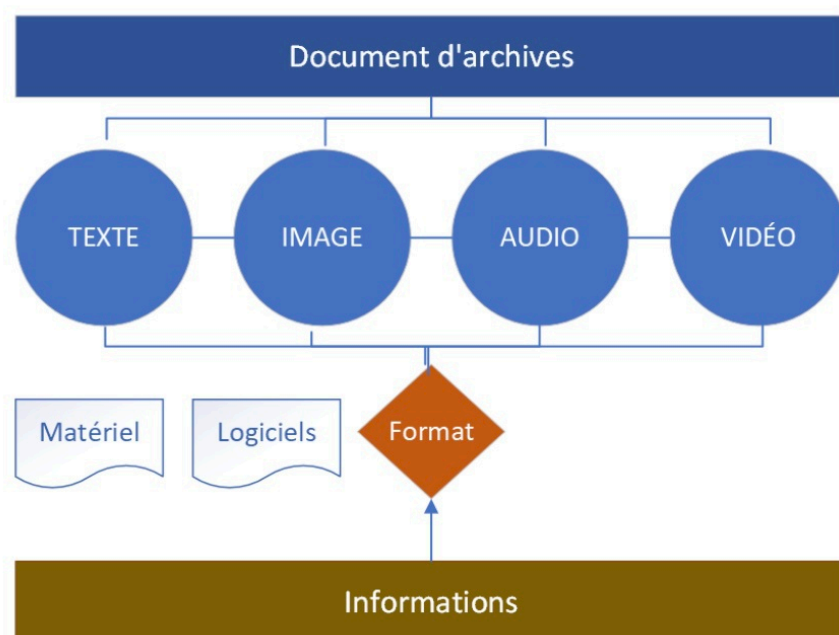 Document d'archives
TEXTE
IMAGE
AUDIO
VIDÉO
Matériel
Logiciels
Format
Informations